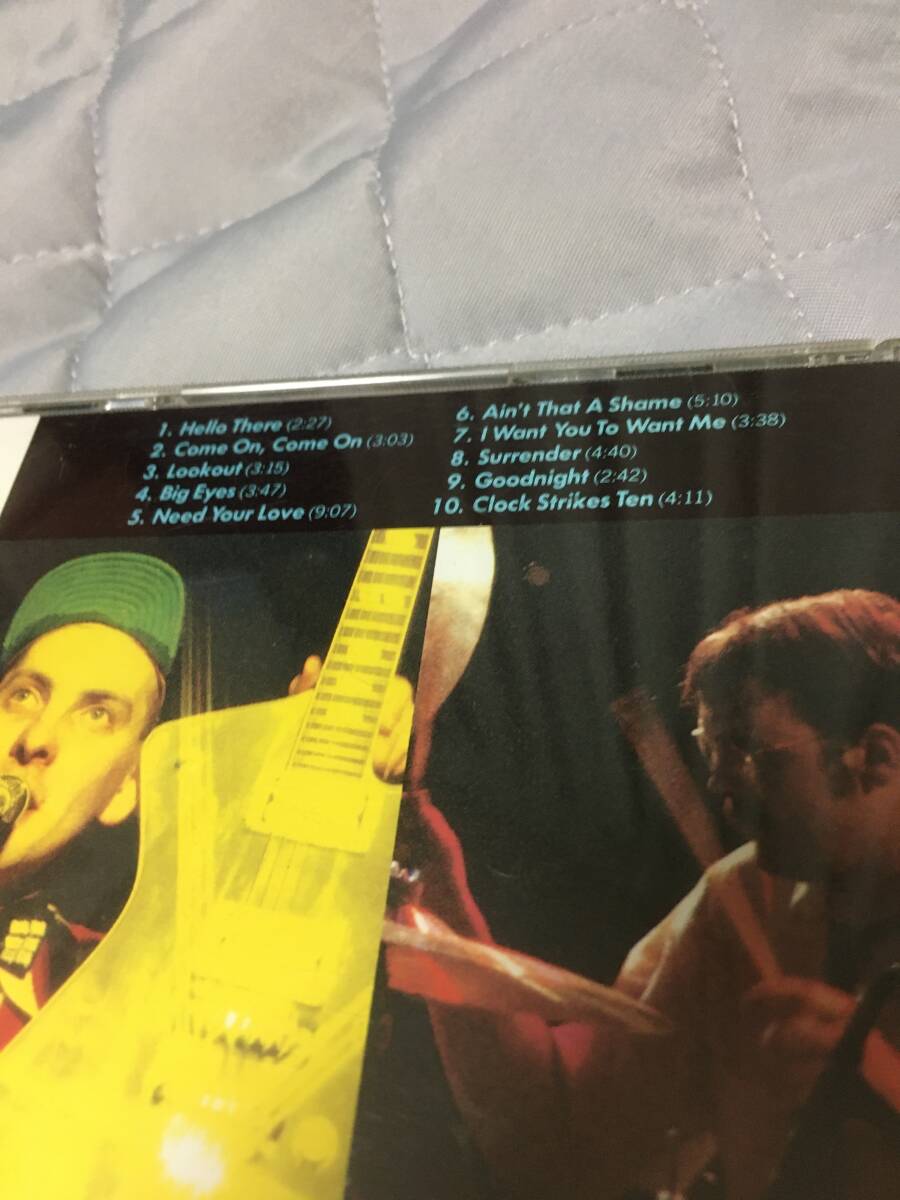 1. Hello There (2:27)
2. Come On, Come On (3:03)
3. Lookout (3:15)
4. Big Eyes (3:47)
5. Need Your Love (9:07)
6. Ain't That A Shame (5:10)
7. I Want You To Want Me (3:38)
8. Surrender (4:40)
9. Goodnight (2:42)
10. Clock Strikes Ten (4:11)